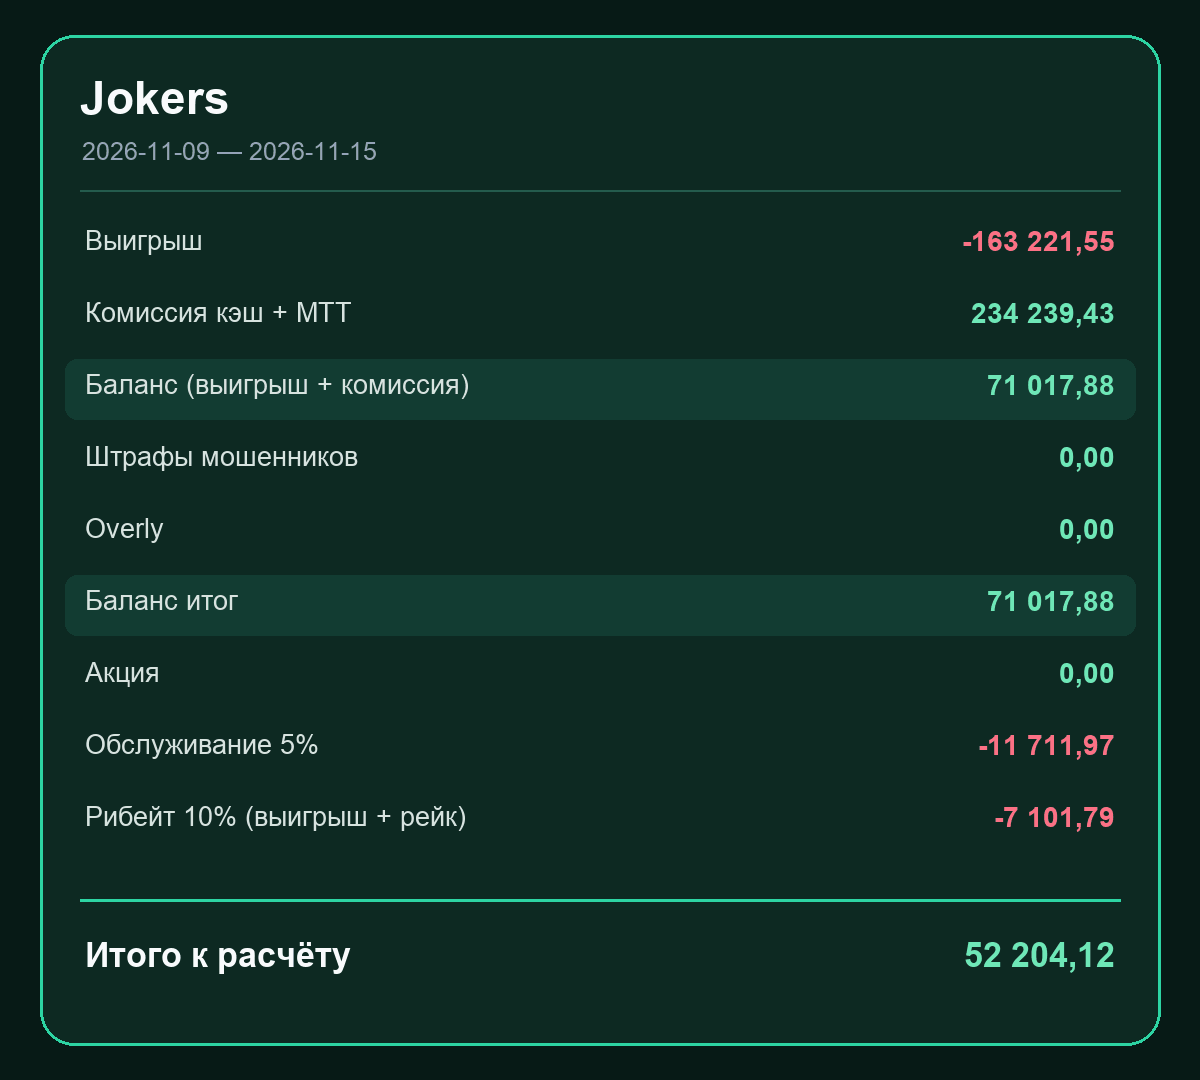 Jokers
2026-11-09 — 2026-11-15
Выигрыш -163 221,55
Комиссия кэш + МТТ 234 239,43
Баланс (выигрыш + комиссия) 71 017,88
Штрафы мошенников 0,00
Overly 0,00
Баланс итог 71 017,88
Акция 0,00
Обслуживание 5% -11 711,97
Рибейт 10% (выигрыш + рейк) -7 101,79
Итого к расчёту 52 204,12